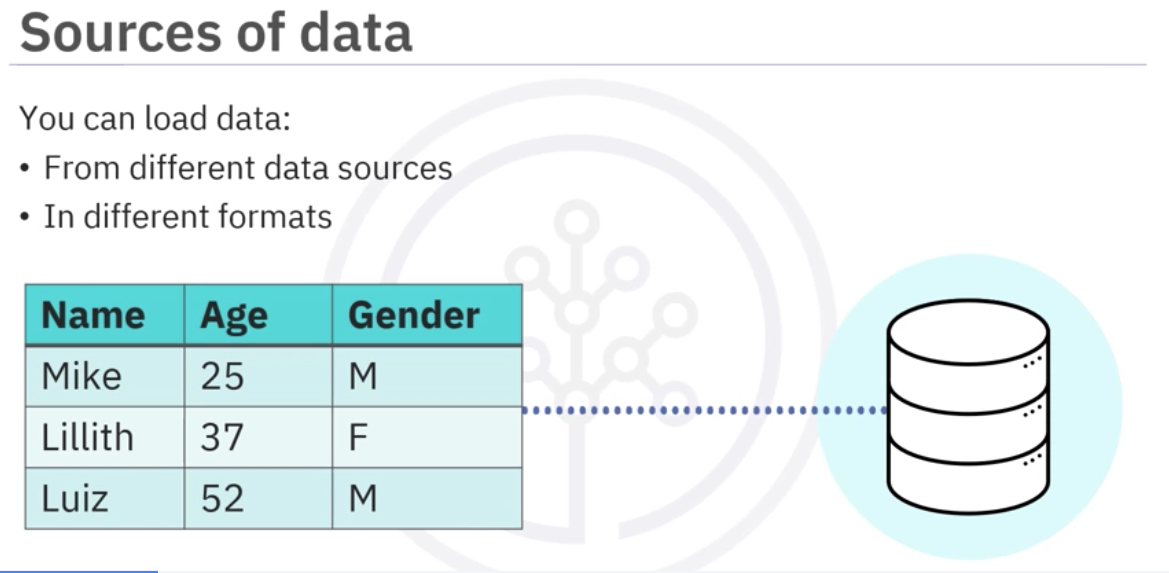 Sources of data
You can load data:
• From different data sources
• In different formats
Name Age Gender
Mike 25 M
Lillith 37 F
Luiz 52 M